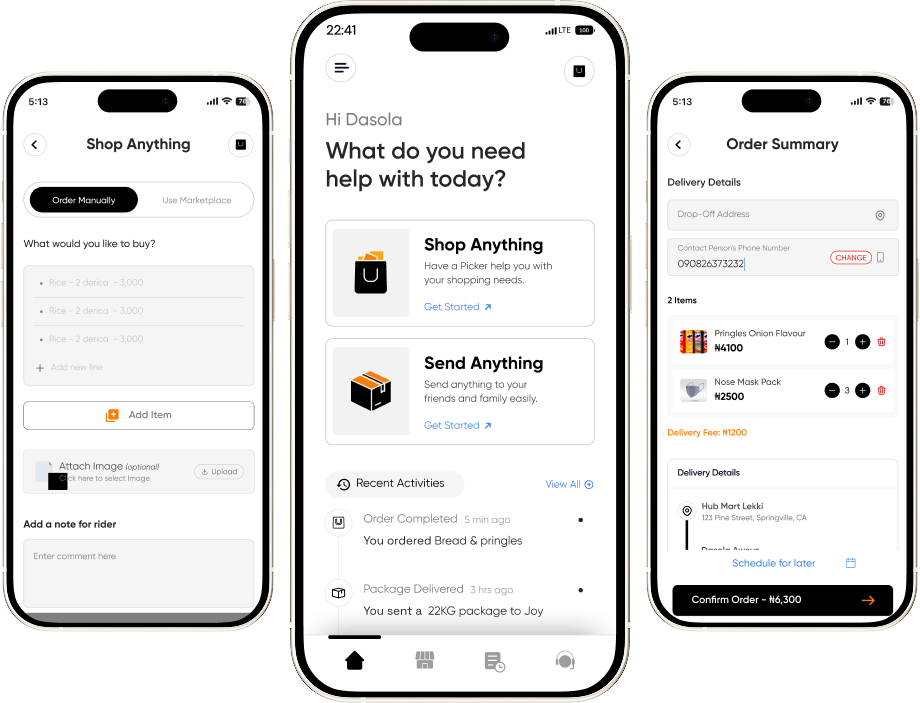 5:13
76
Shop Anything
Order Manually
Use Marketplace
What would you like to buy?
• Rice - 2 derica - 3,000
• Rice - 2 derica - 3,000
• Rice - 2 derica - 3,000
+ Add new line
Add Item
Attach Image (optional)
Click here to select Image
Upload
Add a note for rider
Enter comment here
22:41
LTE 100
Hi Dasola
What do you need
help with today?
Shop Anything
Have a Picker help you with
your shopping needs.
Get Started
Send Anything
Send anything to your
friends and family easily.
Get Started
Recent Activities
View All
Order Completed 5 min ago
You ordered Bread & pringles
Package Delivered 3 hrs ago
You sent a 22KG package to Joy
5:13
76
Order Summary
Delivery Details
Drop-Off Address
Contact Person's Phone Number
090826373232
CHANGE
2 Items
Pringles Onion Flavour
₦4100
1
Nose Mask Pack
₦2500
3
Delivery Fee: ₦1200
Delivery Details
Hub Mart Lekki
123 Pine Street, Springville, CA
Schedule for later
Confirm Order - ₦6,300